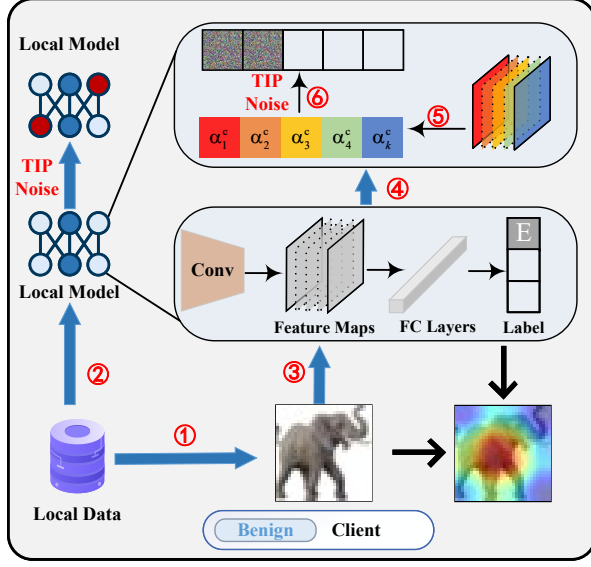 Local Model
TIP
Noise
⑥
⑤
α₁ᶜ α₂ᶜ α₃ᶜ α₄ᶜ αₖᶜ
TIP
Noise
④
Conv
E
Local Model
Feature Maps FC Layers Label
②
③
①
Local Data
Benign Client